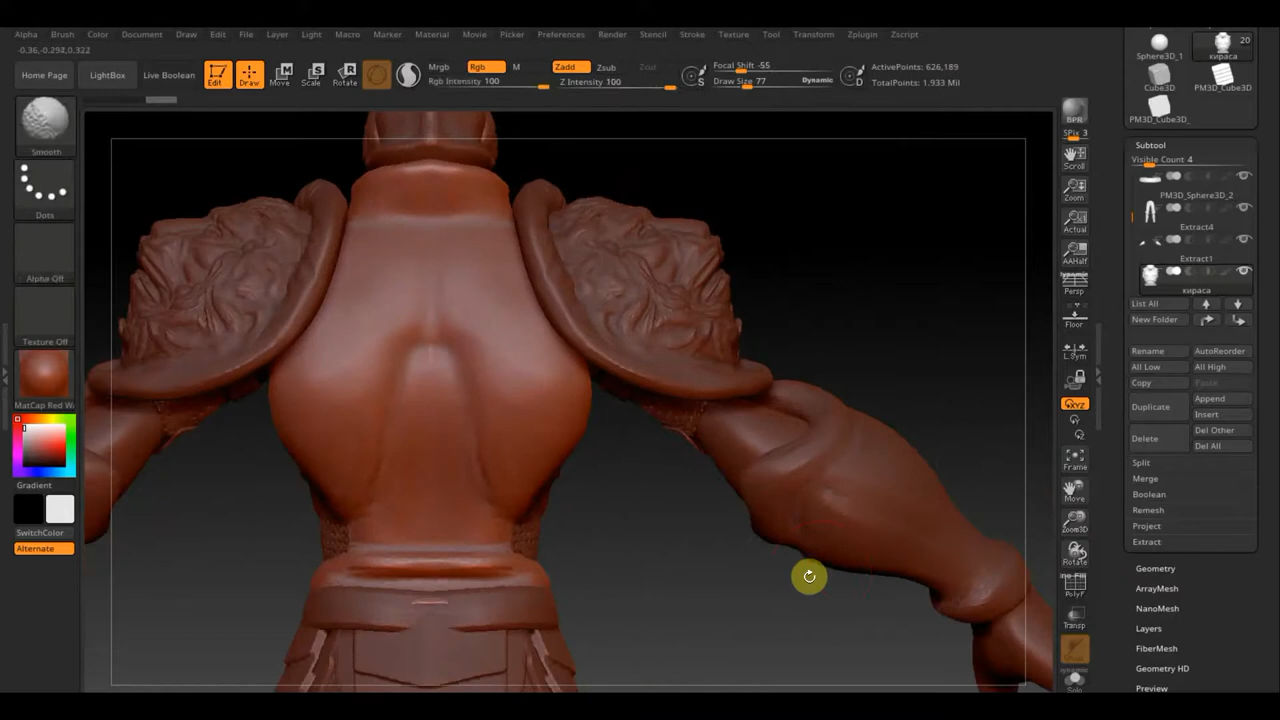 Alpha Brush Color Document Draw Edit File Layer Light Macro Marker Material Movie Picker Preferences Render Stencil Stroke Texture Tool Transform Zplugin Zscript
-0.36,-0.292,0.322
Home Page LightBox Live Boolean Edit Draw Move Scale Rotate
Mrgb Rgb M Zadd Zsub
Rgb Intensity 100 Z Intensity 100
S Focal Shift -55
Draw Size 77 Dynamic D
ActivePoints: 626,189
TotalPoints: 1.933 Mil
Smooth
Dots
Alpha Off
Texture Off
MatCap Red W
Gradient
SwitchColor
Alternate
BPR
SPix 3
Scroll
Zoom
Actual
AAHalf
Dynamic
Persp
Floor
L.Sym
XYZ
Y
Z
Frame
Move
Zoom3D
Rotate
PolyF
Transp
Dynamic
Solo
20
Sphere3D_1 кираса
Cube3D PM3D_Cube3D
PM3D_Cube3D_
Subtool
Visible Count 4
PM3D_Sphere3D_2
Extract4
Extract1
кираса
List All
New Folder
Rename AutoReorder
All Low All High
Copy Paste
Duplicate Append
Insert
Delete Del Other
Del All
Split
Merge
Boolean
Remesh
Project
Extract
Geometry
ArrayMesh
NanoMesh
Layers
FiberMesh
Geometry HD
Preview